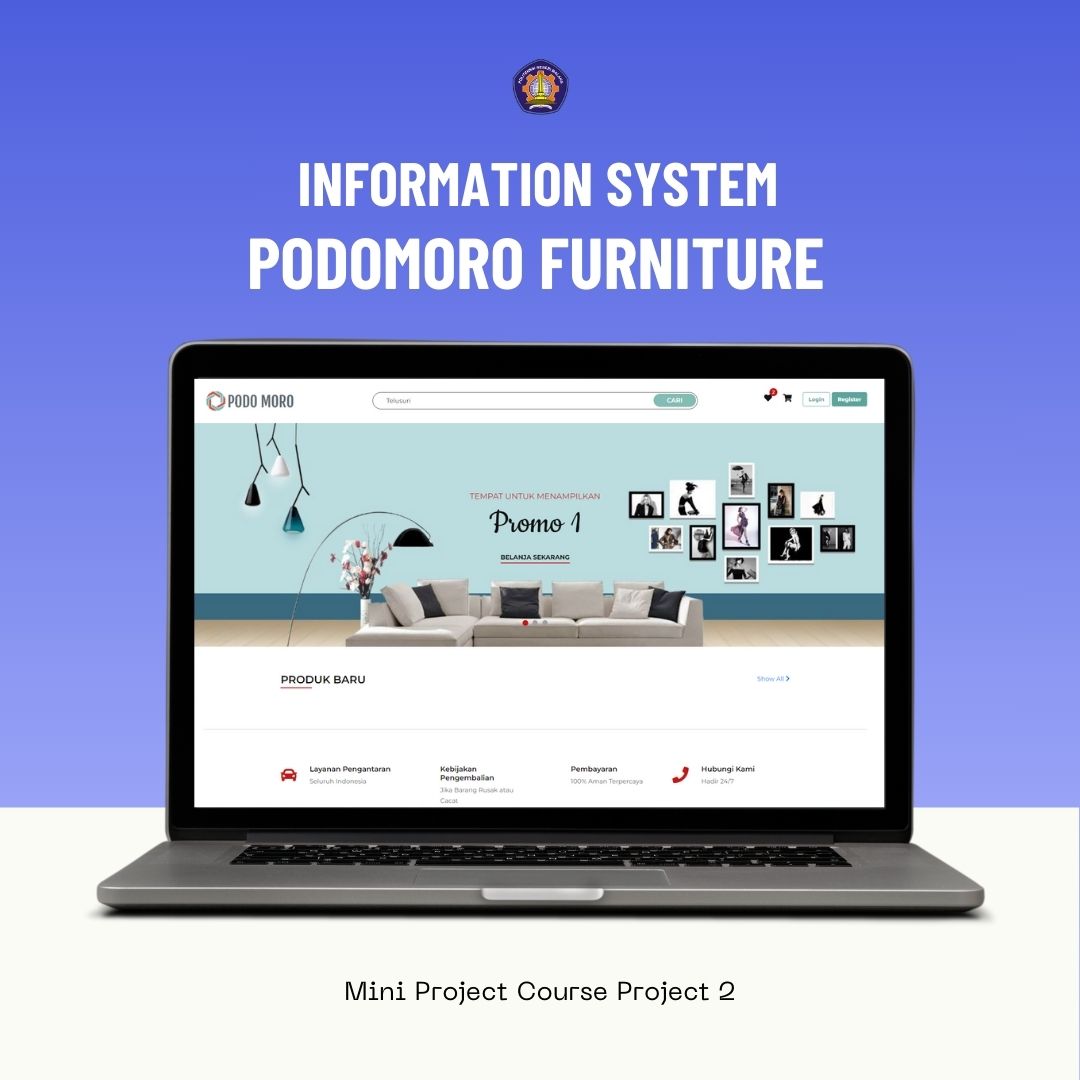 INFORMATION SYSTEM
PODOMORO FURNITURE
PODO MORO
Telusuri
CARI
2
Login
Register
TEMPAT UNTUK MENAMPILKAN
Promo 1
BELANJA SEKARANG
PRODUK BARU
Show All
Layanan Pengantaran
Seluruh Indonesia
Kebijakan
Pengembalian
Jika Barang Rusak atau
Cacat
Pembayaran
100% Aman Terpercaya
Hubungi Kami
Hadir 24/7
Mini Project Course Project 2